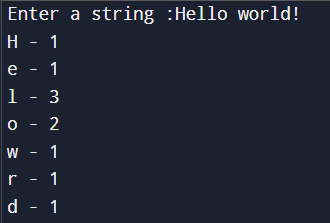 Enter a string :Hello world!
H - 1
e - 1
l - 3
o - 2
w - 1
r - 1
d - 1